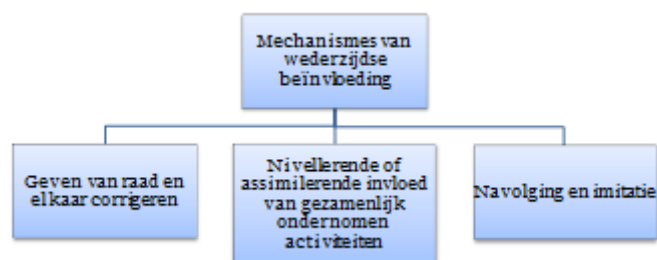 Mechanismes van
wederzijdse
beïnvloeding
Geven van raad en
elkaar corrigeren
Nivellerende of
assimilerende invloed
van gezamenlijk
ondernomen
activiteiten
Navolging en imitatie